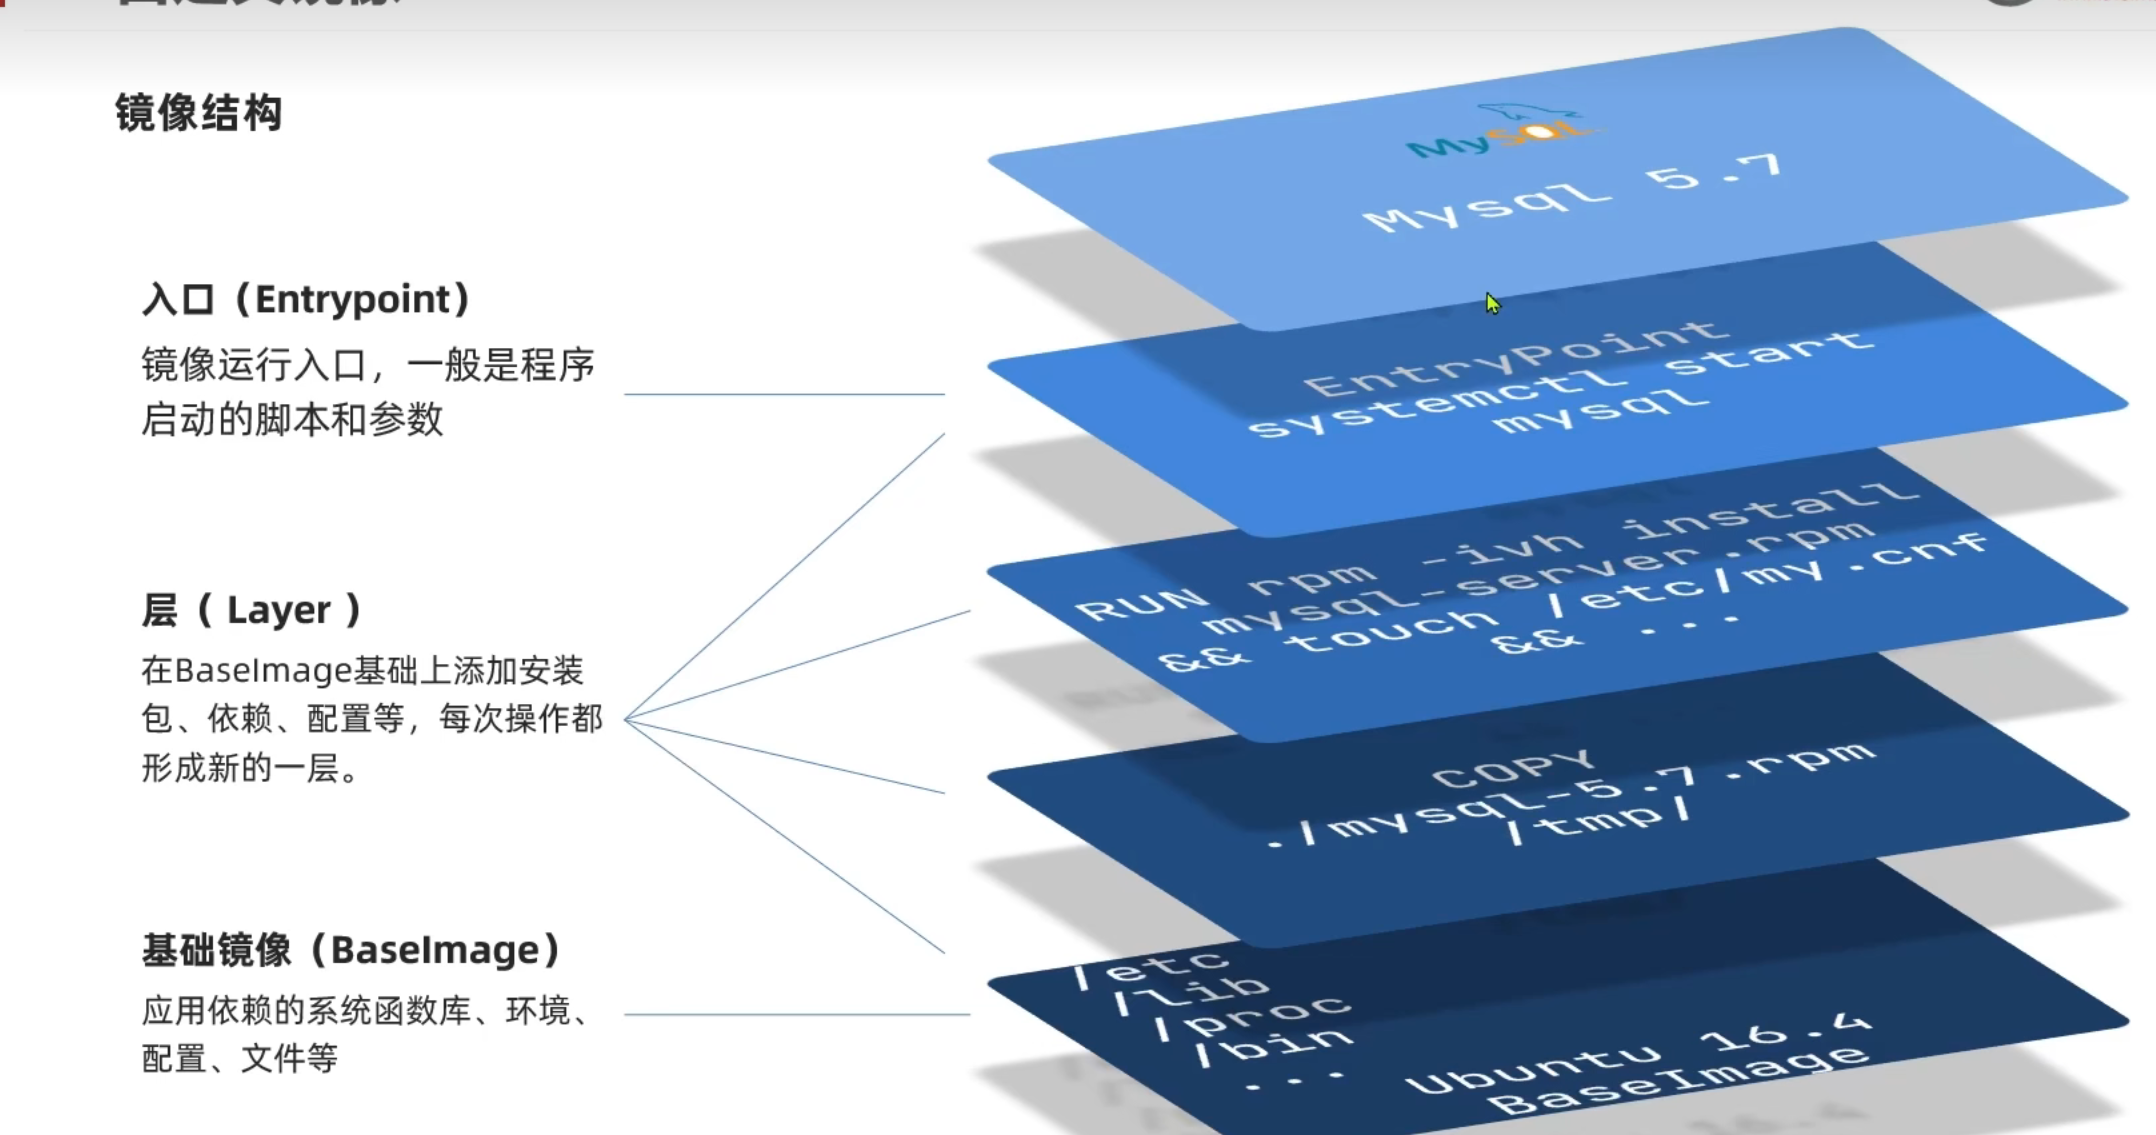 镜像结构
入口（Entrypoint）
镜像运行入口，一般是程序
启动的脚本和参数
层（ Layer ）
在BaseImage基础上添加安装
包、依赖、配置等，每次操作都
形成新的一层。
基础镜像（BaseImage）
应用依赖的系统函数库、环境、
配置、文件等
MySQL
Mysql 5.7
EntryPoint
systemctl start
mysql
RUN rpm -ivh install
mysql-server.rpm
&& touch /etc/my.cnf
&& ...
COPY
./mysql-5.7.rpm
/tmp/
/etc
/lib
/proc
/bin
...
Ubuntu 16.4
BaseImage